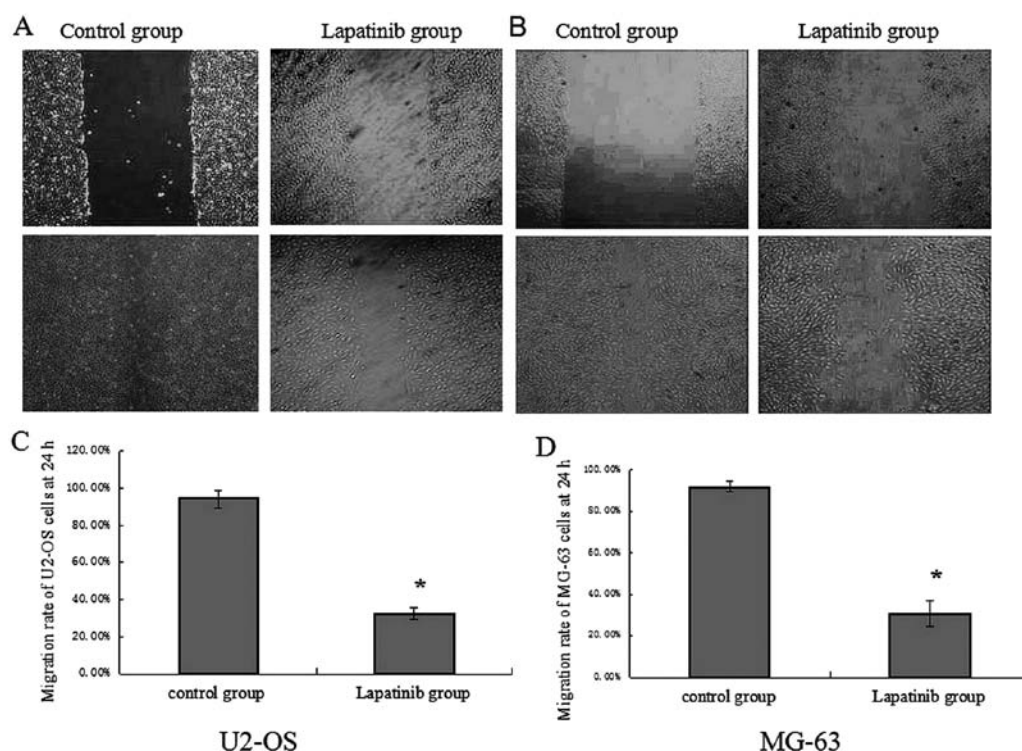 A
Control group
Lapatinib group
B
Control group
Lapatinib group
C
Migration rate of U2-OS cells at 24 h
120.00%
100.00%
80.00%
60.00%
40.00%
20.00%
0.00%
*
control group
Lapatinib group
U2-OS
D
Migration rate of MG-63 cells at 24 h
100.00%
80.00%
60.00%
40.00%
20.00%
0.00%
*
control group
Lapatinib group
MG-63